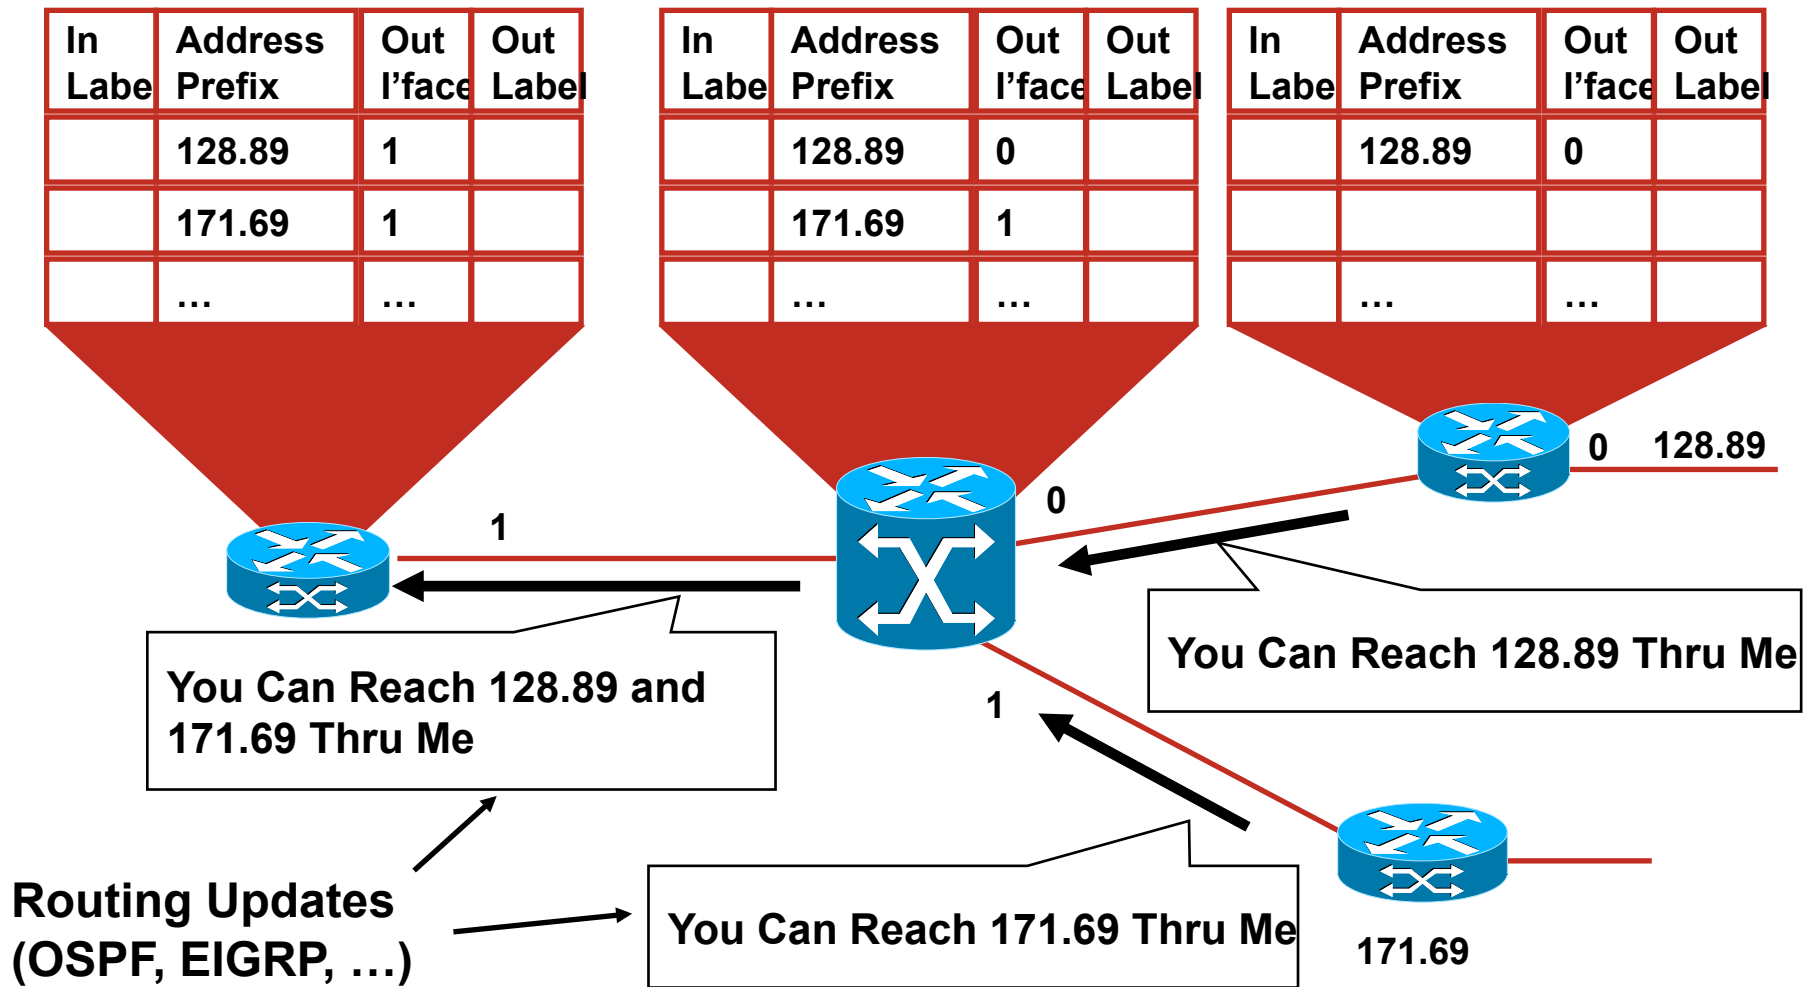 In Labe Address Prefix Out I'face Out Label
128.89 1
171.69 1
… …
In Labe Address Prefix Out I'face Out Label
128.89 0
171.69 1
… …
In Labe Address Prefix Out I'face Out Label
128.89 0
… …
0 128.89
0
1
You Can Reach 128.89 Thru Me
You Can Reach 128.89 and
171.69 Thru Me
1
Routing Updates
(OSPF, EIGRP, …)
You Can Reach 171.69 Thru Me
171.69